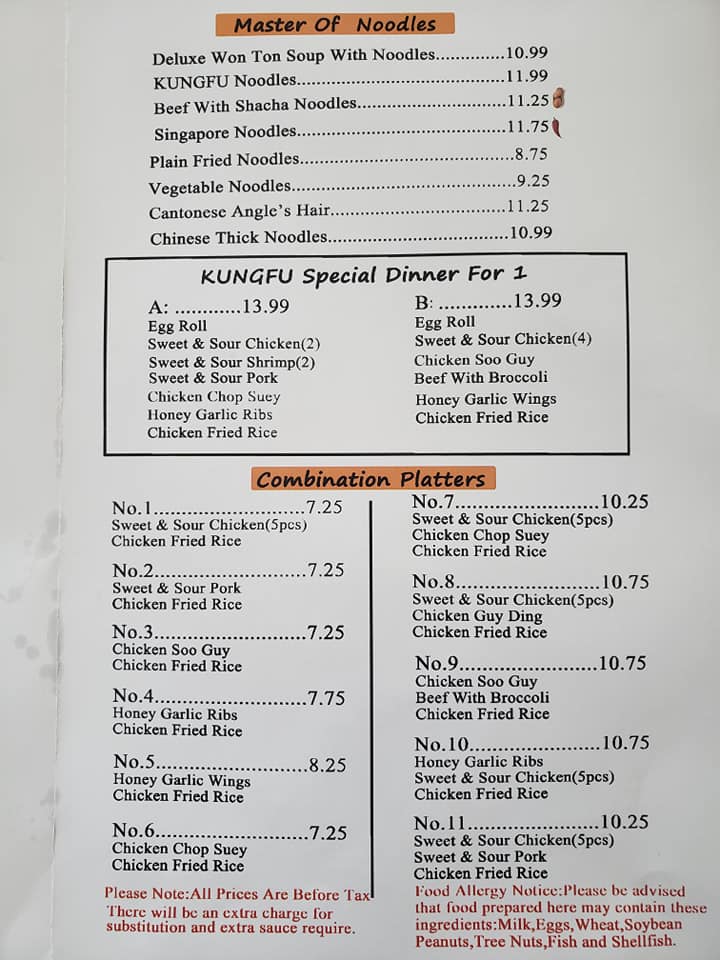 Master Of Noodles
Deluxe Won Ton Soup With Noodles..............10.99
KUNGFU Noodles......................................11.99
Beef With Shacha Noodles...........................11.25
Singapore Noodles......................................11.75
Plain Fried Noodles.......................................8.75
Vegetable Noodles.........................................9.25
Cantonese Angle's Hair................................11.25
Chinese Thick Noodles.................................10.99
KUNGFU Special Dinner For 1
A: ............13.99
Egg Roll
Sweet & Sour Chicken(2)
Sweet & Sour Shrimp(2)
Sweet & Sour Pork
Chicken Chop Suey
Honey Garlic Ribs
Chicken Fried Rice
B: .............13.99
Egg Roll
Sweet & Sour Chicken(4)
Chicken Soo Guy
Beef With Broccoli
Honey Garlic Wings
Chicken Fried Rice
Combination Platters
No.1...........................7.25
Sweet & Sour Chicken(5pcs)
Chicken Fried Rice
No.2...........................7.25
Sweet & Sour Pork
Chicken Fried Rice
No.3...........................7.25
Chicken Soo Guy
Chicken Fried Rice
No.4...........................7.75
Honey Garlic Ribs
Chicken Fried Rice
No.5...........................8.25
Honey Garlic Wings
Chicken Fried Rice
No.6...........................7.25
Chicken Chop Suey
Chicken Fried Rice
Please Note:All Prices Are Before Tax
There will be an extra charge for
substitution and extra sauce require.
No.7.........................10.25
Sweet & Sour Chicken(5pcs)
Chicken Chop Suey
Chicken Fried Rice
No.8.........................10.75
Sweet & Sour Chicken(5pcs)
Chicken Guy Ding
Chicken Fried Rice
No.9........................10.75
Chicken Soo Guy
Beef With Broccoli
Chicken Fried Rice
No.10.......................10.75
Honey Garlic Ribs
Sweet & Sour Chicken(5pcs)
Chicken Fried Rice
No.11.......................10.25
Sweet & Sour Chicken(5pcs)
Sweet & Sour Pork
Chicken Fried Rice
Food Allergy Notice:Please be advised
that food prepared here may contain these
ingredients:Milk,Eggs,Wheat,Soybean
Peanuts,Tree Nuts,Fish and Shellfish.